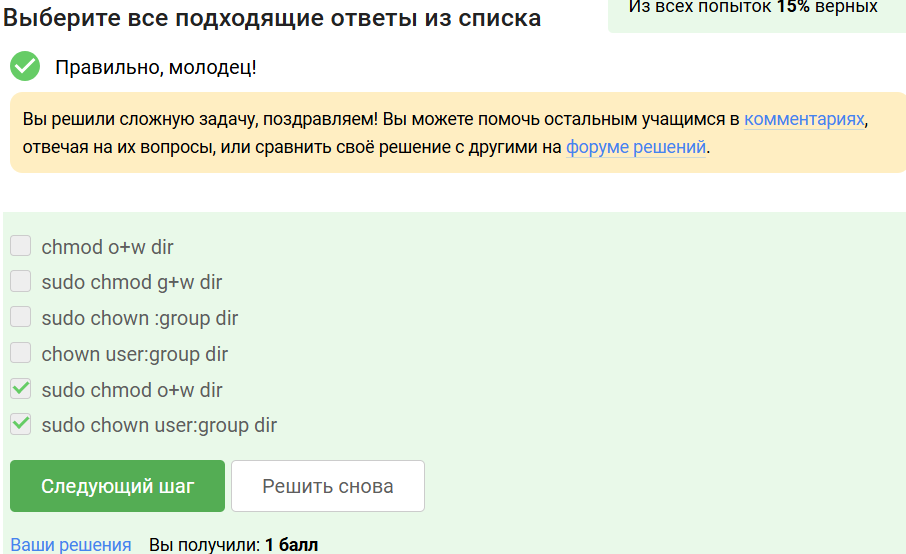 Выберите все подходящие ответы из списка
Из всех попыток 15% верных
Правильно, молодец!
Вы решили сложную задачу, поздравляем! Вы можете помочь остальным учащимся в комментариях,
отвечая на их вопросы, или сравнить своё решение с другими на форуме решений.
chmod o+w dir
sudo chmod g+w dir
sudo chown :group dir
chown user:group dir
sudo chmod o+w dir
sudo chown user:group dir
Следующий шаг
Решить снова
Ваши решения Вы получили: 1 балл